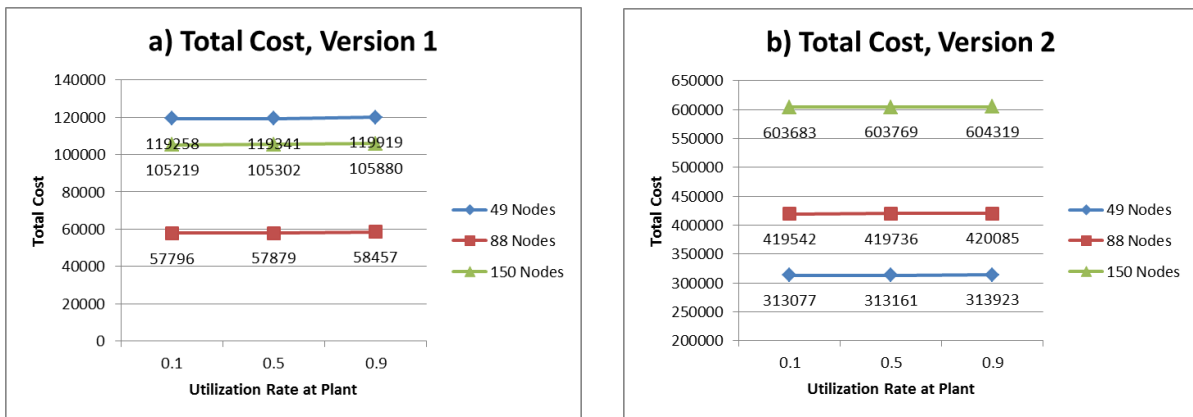 a) Total Cost, Version 1
140000
120000
100000
80000
60000
40000
20000
0
Total Cost
119258 119341 119919
105219 105302 105880
57796 57879 58457
0.1 0.5 0.9
Utilization Rate at Plant
49 Nodes
88 Nodes
150 Nodes
b) Total Cost, Version 2
650000
600000
550000
500000
450000
400000
350000
300000
250000
200000
Total Cost
603683 603769 604319
419542 419736 420085
313077 313161 313923
0.1 0.5 0.9
Utilization Rate at Plant
49 Nodes
88 Nodes
150 Nodes